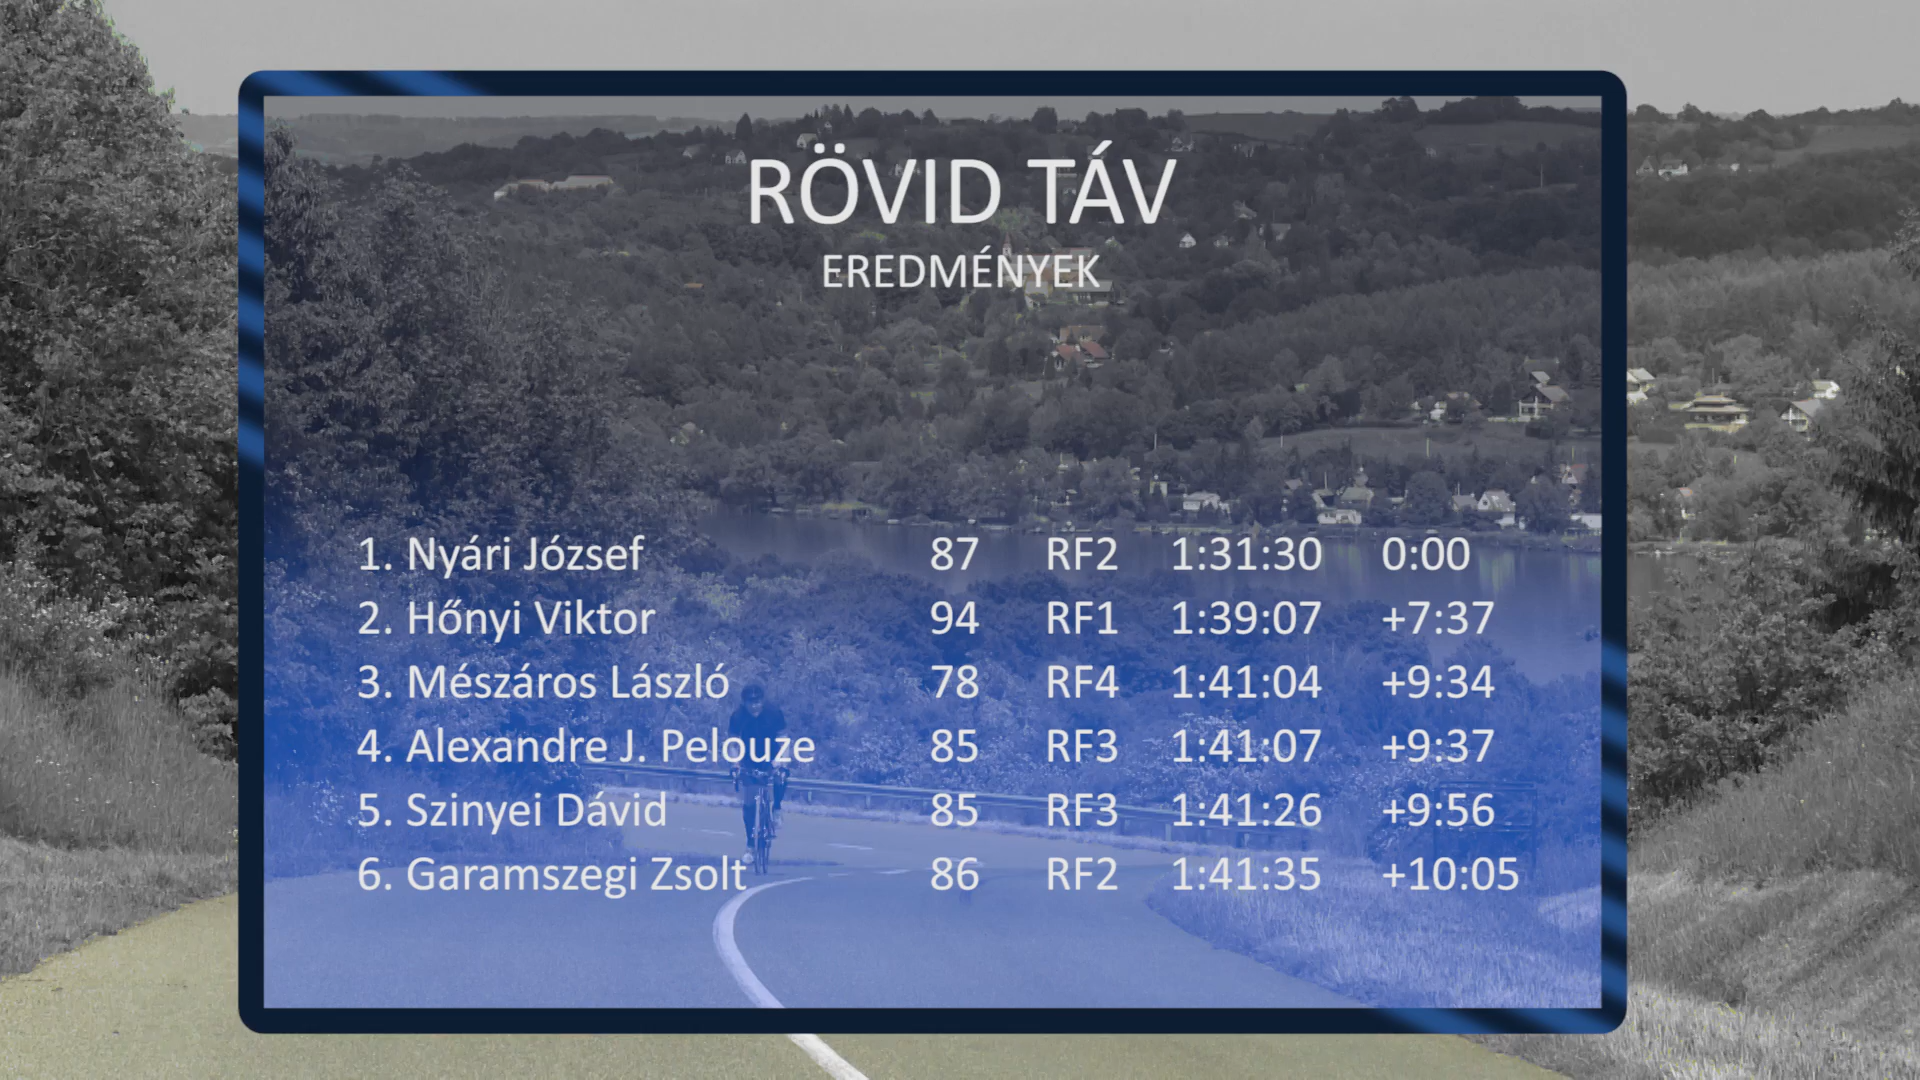 RÖVID TÁV
EREDMÉNYEK
1. Nyári József 87 RF2 1:31:30 0:00
2. Hőnyi Viktor 94 RF1 1:39:07 +7:37
3. Mészáros László 78 RF4 1:41:04 +9:34
4. Alexandre J. Pelouze 85 RF3 1:41:07 +9:37
5. Szinyei Dávid 85 RF3 1:41:26 +9:56
6. Garamszegi Zsolt 86 RF2 1:41:35 +10:05